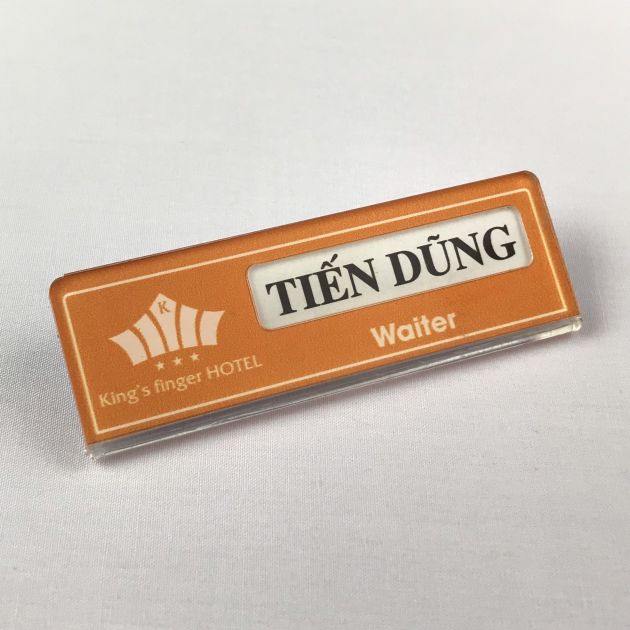 TIẾN DŨNG
Waiter
K
King's finger HOTEL